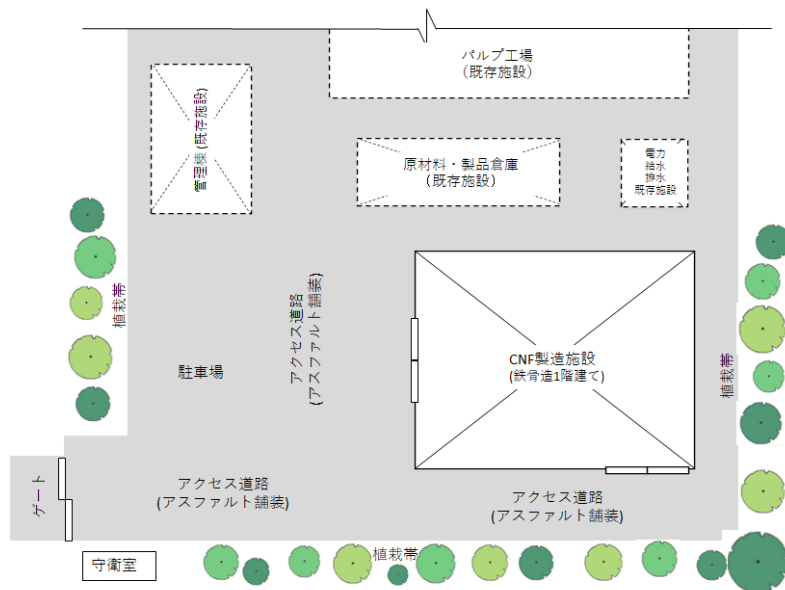 パルプ工場
(既存施設)
管理棟 (既存施設)
原材料・製品倉庫
(既存施設)
電力
給水
排水
既存施設
植栽帯
アクセス道路
(アスファルト舗装)
駐車場
CNF製造施設
(鉄骨造1階建て)
植栽帯
ゲート
アクセス道路
(アスファルト舗装)
アクセス道路
(アスファルト舗装)
植栽帯
守衛室